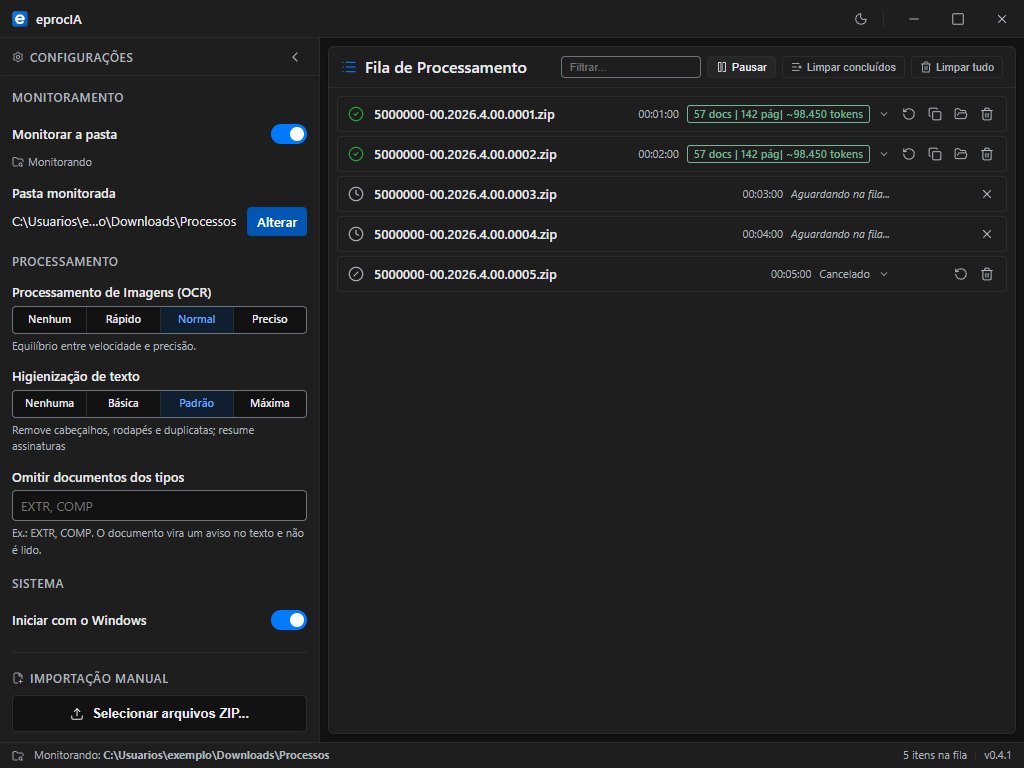 eprocIA
CONFIGURAÇÕES
MONITORAMENTO
Monitorar a pasta
Monitorando
Pasta monitorada
C:\Usuarios\e...o\Downloads\Processos
Alterar
PROCESSAMENTO
Processamento de Imagens (OCR)
Nenhum Rápido Normal Preciso
Equilíbrio entre velocidade e precisão.
Higienização de texto
Nenhuma Básica Padrão Máxima
Remove cabeçalhos, rodapés e duplicatas; resume
assinaturas
Omitir documentos dos tipos
EXTR, COMP
Ex.: EXTR, COMP. O documento vira um aviso no texto e não
é lido.
SISTEMA
Iniciar com o Windows
IMPORTAÇÃO MANUAL
Selecionar arquivos ZIP...
Fila de Processamento Filtrar... Pausar Limpar concluídos Limpar tudo
5000000-00.2026.4.00.0001.zip 00:01:00 57 docs | 142 pág| ~98.450 tokens
5000000-00.2026.4.00.0002.zip 00:02:00 57 docs | 142 pág| ~98.450 tokens
5000000-00.2026.4.00.0003.zip 00:03:00 Aguardando na fila...
5000000-00.2026.4.00.0004.zip 00:04:00 Aguardando na fila...
5000000-00.2026.4.00.0005.zip 00:05:00 Cancelado
Monitorando: C:\Usuarios\exemplo\Downloads\Processos 5 itens na fila v0.4.1